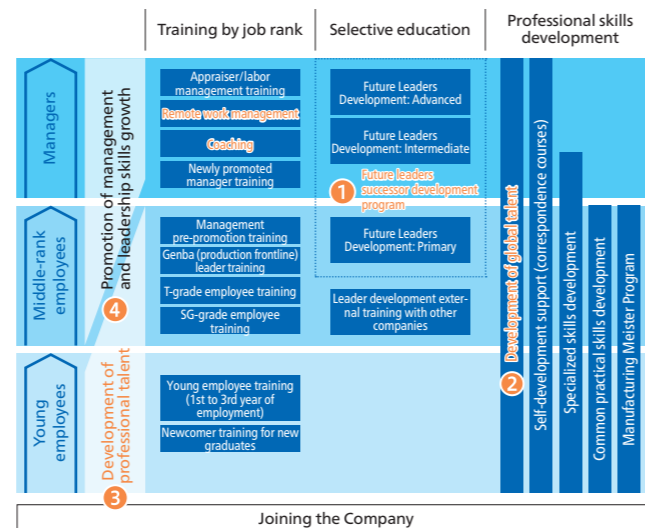 Training by job rank
Selective education
Professional skills
development
Managers
Middle-rank
employees
Young
employees
Promotion of management
and leadership skills growth
4
Development of
professional talent
3
Appraiser/labor
management training
Remote work management
Coaching
Newly promoted
manager training
Management
pre-promotion training
Genba (production frontline)
leader training
T-grade employee training
SG-grade employee
training
Young employee training
(1st to 3rd year of
employment)
Newcomer training for new
graduates
Future Leaders
Development: Advanced
Future Leaders
Development: Intermediate
1
Future leaders
successor development
program
Future Leaders
Development: Primary
Leader development exter-
nal training with other
companies
2
Development of global talent
Self-development support (correspondence courses)
Specialized skills development
Common practical skills development
Manufacturing Meister Program
Joining the Company